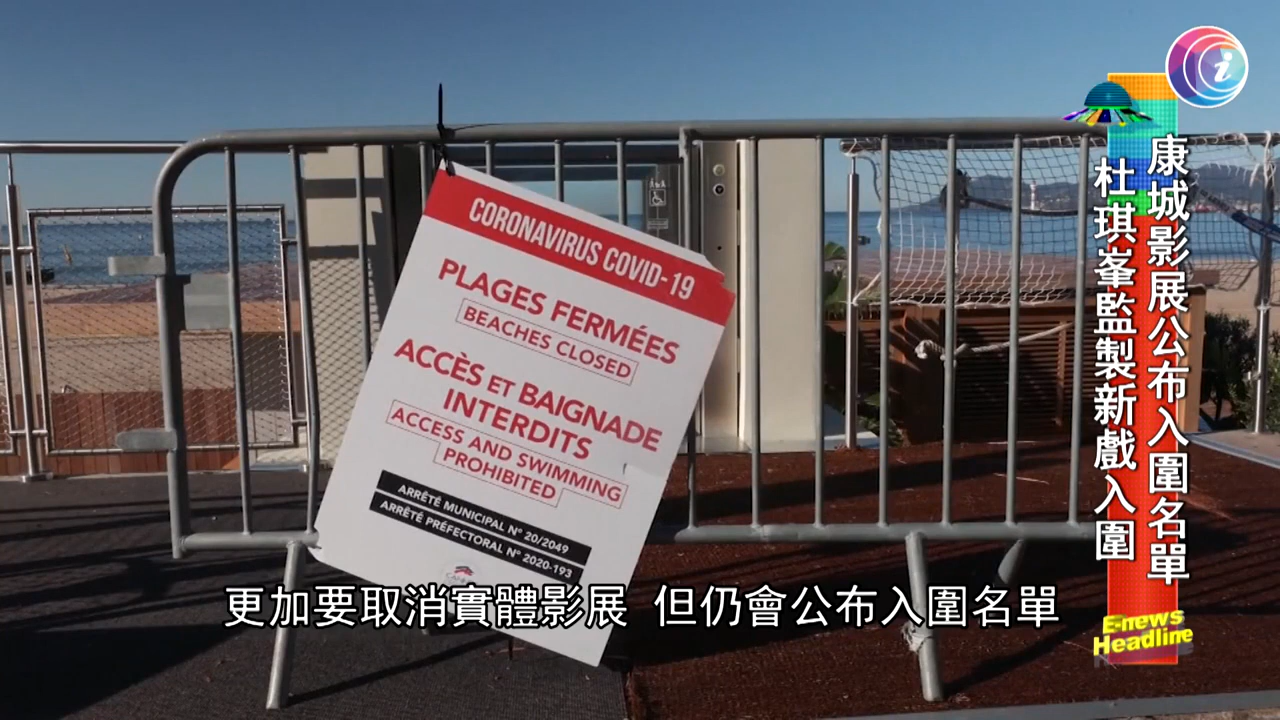 康城影展公布入圍名單
杜琪峯監製新戲入圍
E-news
Headline
CORONAVIRUS COVID-19
PLAGES FERMÉES
BEACHES CLOSED
ACCÈS ET BAIGNADE
INTERDITS
ACCESS AND SWIMMING
PROHIBITED
ARRÊTÉ MUNICIPAL N° 20/2049
ARRÊTÉ PRÉFECTORAL N° 2020-193
更加要取消實體影展 但仍會公布入圍名單